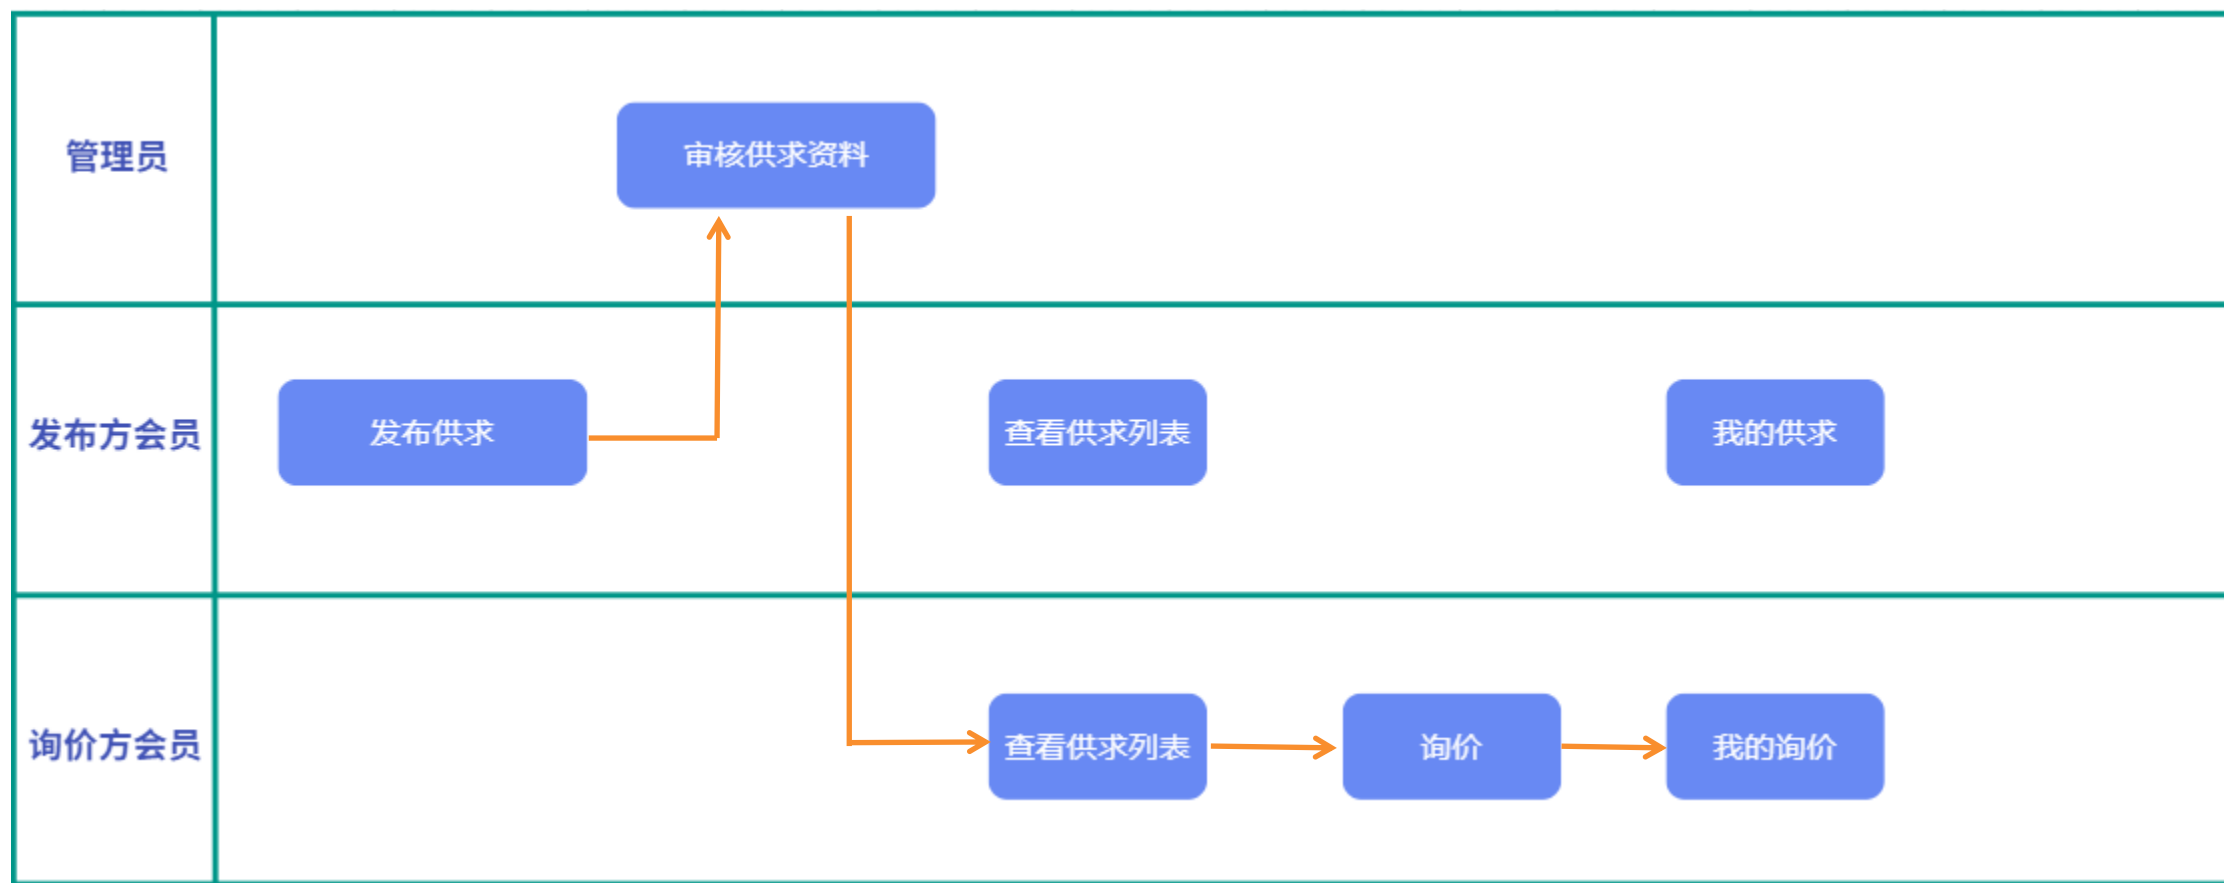 管理员
审核供求资料
发布方会员
发布供求
查看供求列表
我的供求
询价方会员
查看供求列表
询价
我的询价